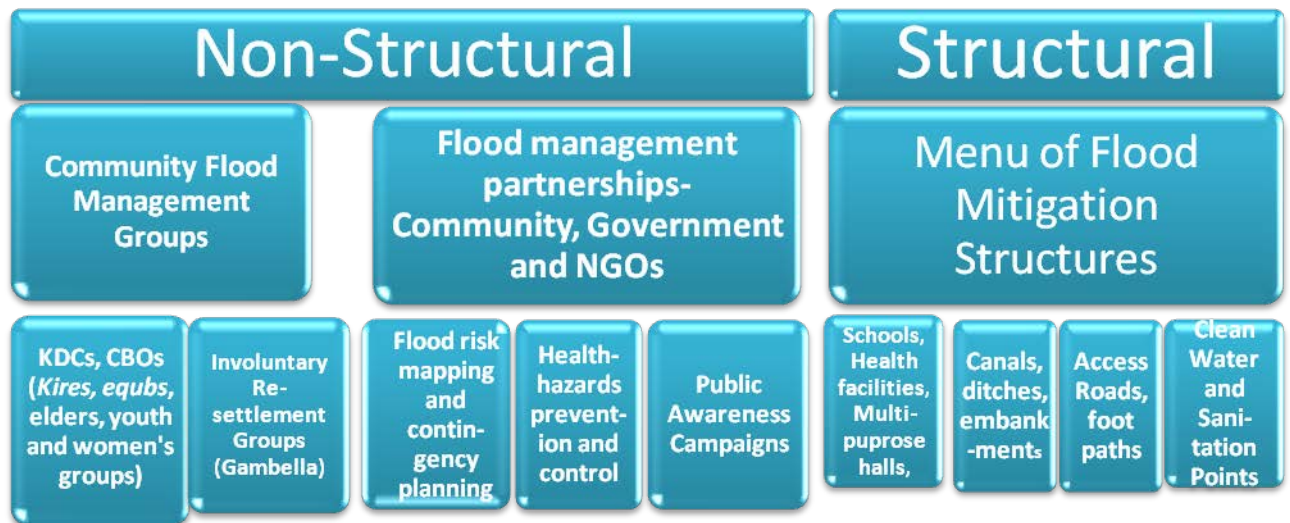 Non-Structural
Structural
Community Flood
Management
Groups
Flood management
partnerships-
Community, Government
and NGOs
Menu of Flood
Mitigation
Structures
KDCs, CBOs
(Kires, equbs,
elders, youth
and women's
groups)
Involuntary
Re-
settlement
Groups
(Gambella)
Flood risk
mapping
and
contin-
gency
planning
Health-
hazards
prevent-
ion and
control
Public
Awareness
Campaigns
Schools,
Health
facilities,
Multi-
puprose
halls,
Canals,
ditches,
embank
-ments
Access
Roads,
foot
paths
Clean
Water
and
Sani-
tation
Points